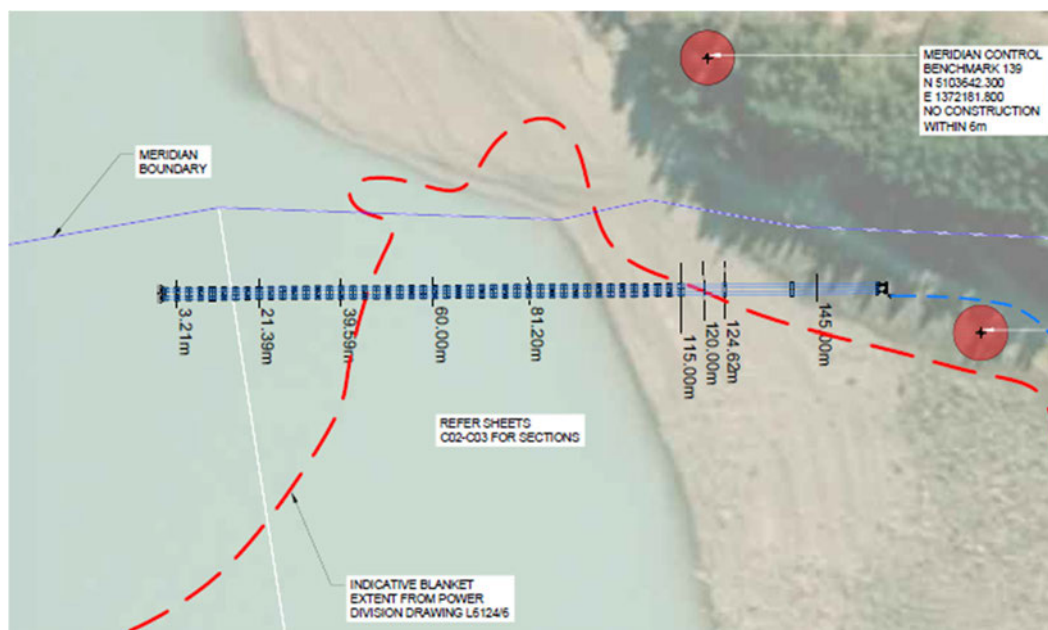 MERIDIAN CONTROL
BENCHMARK 139
N 5103642.300
E 1372181.800
NO CONSTRUCTION
WITHIN 6m
MERIDIAN
BOUNDARY
3.21m
21.39m
39.59m
60.00m
81.20m
115.00m
120.00m
124.62m
145.00m
REFER SHEETS
C02-C03 FOR SECTIONS
INDICATIVE BLANKET
EXTENT FROM POWER
DIVISION DRAWING L5124/6